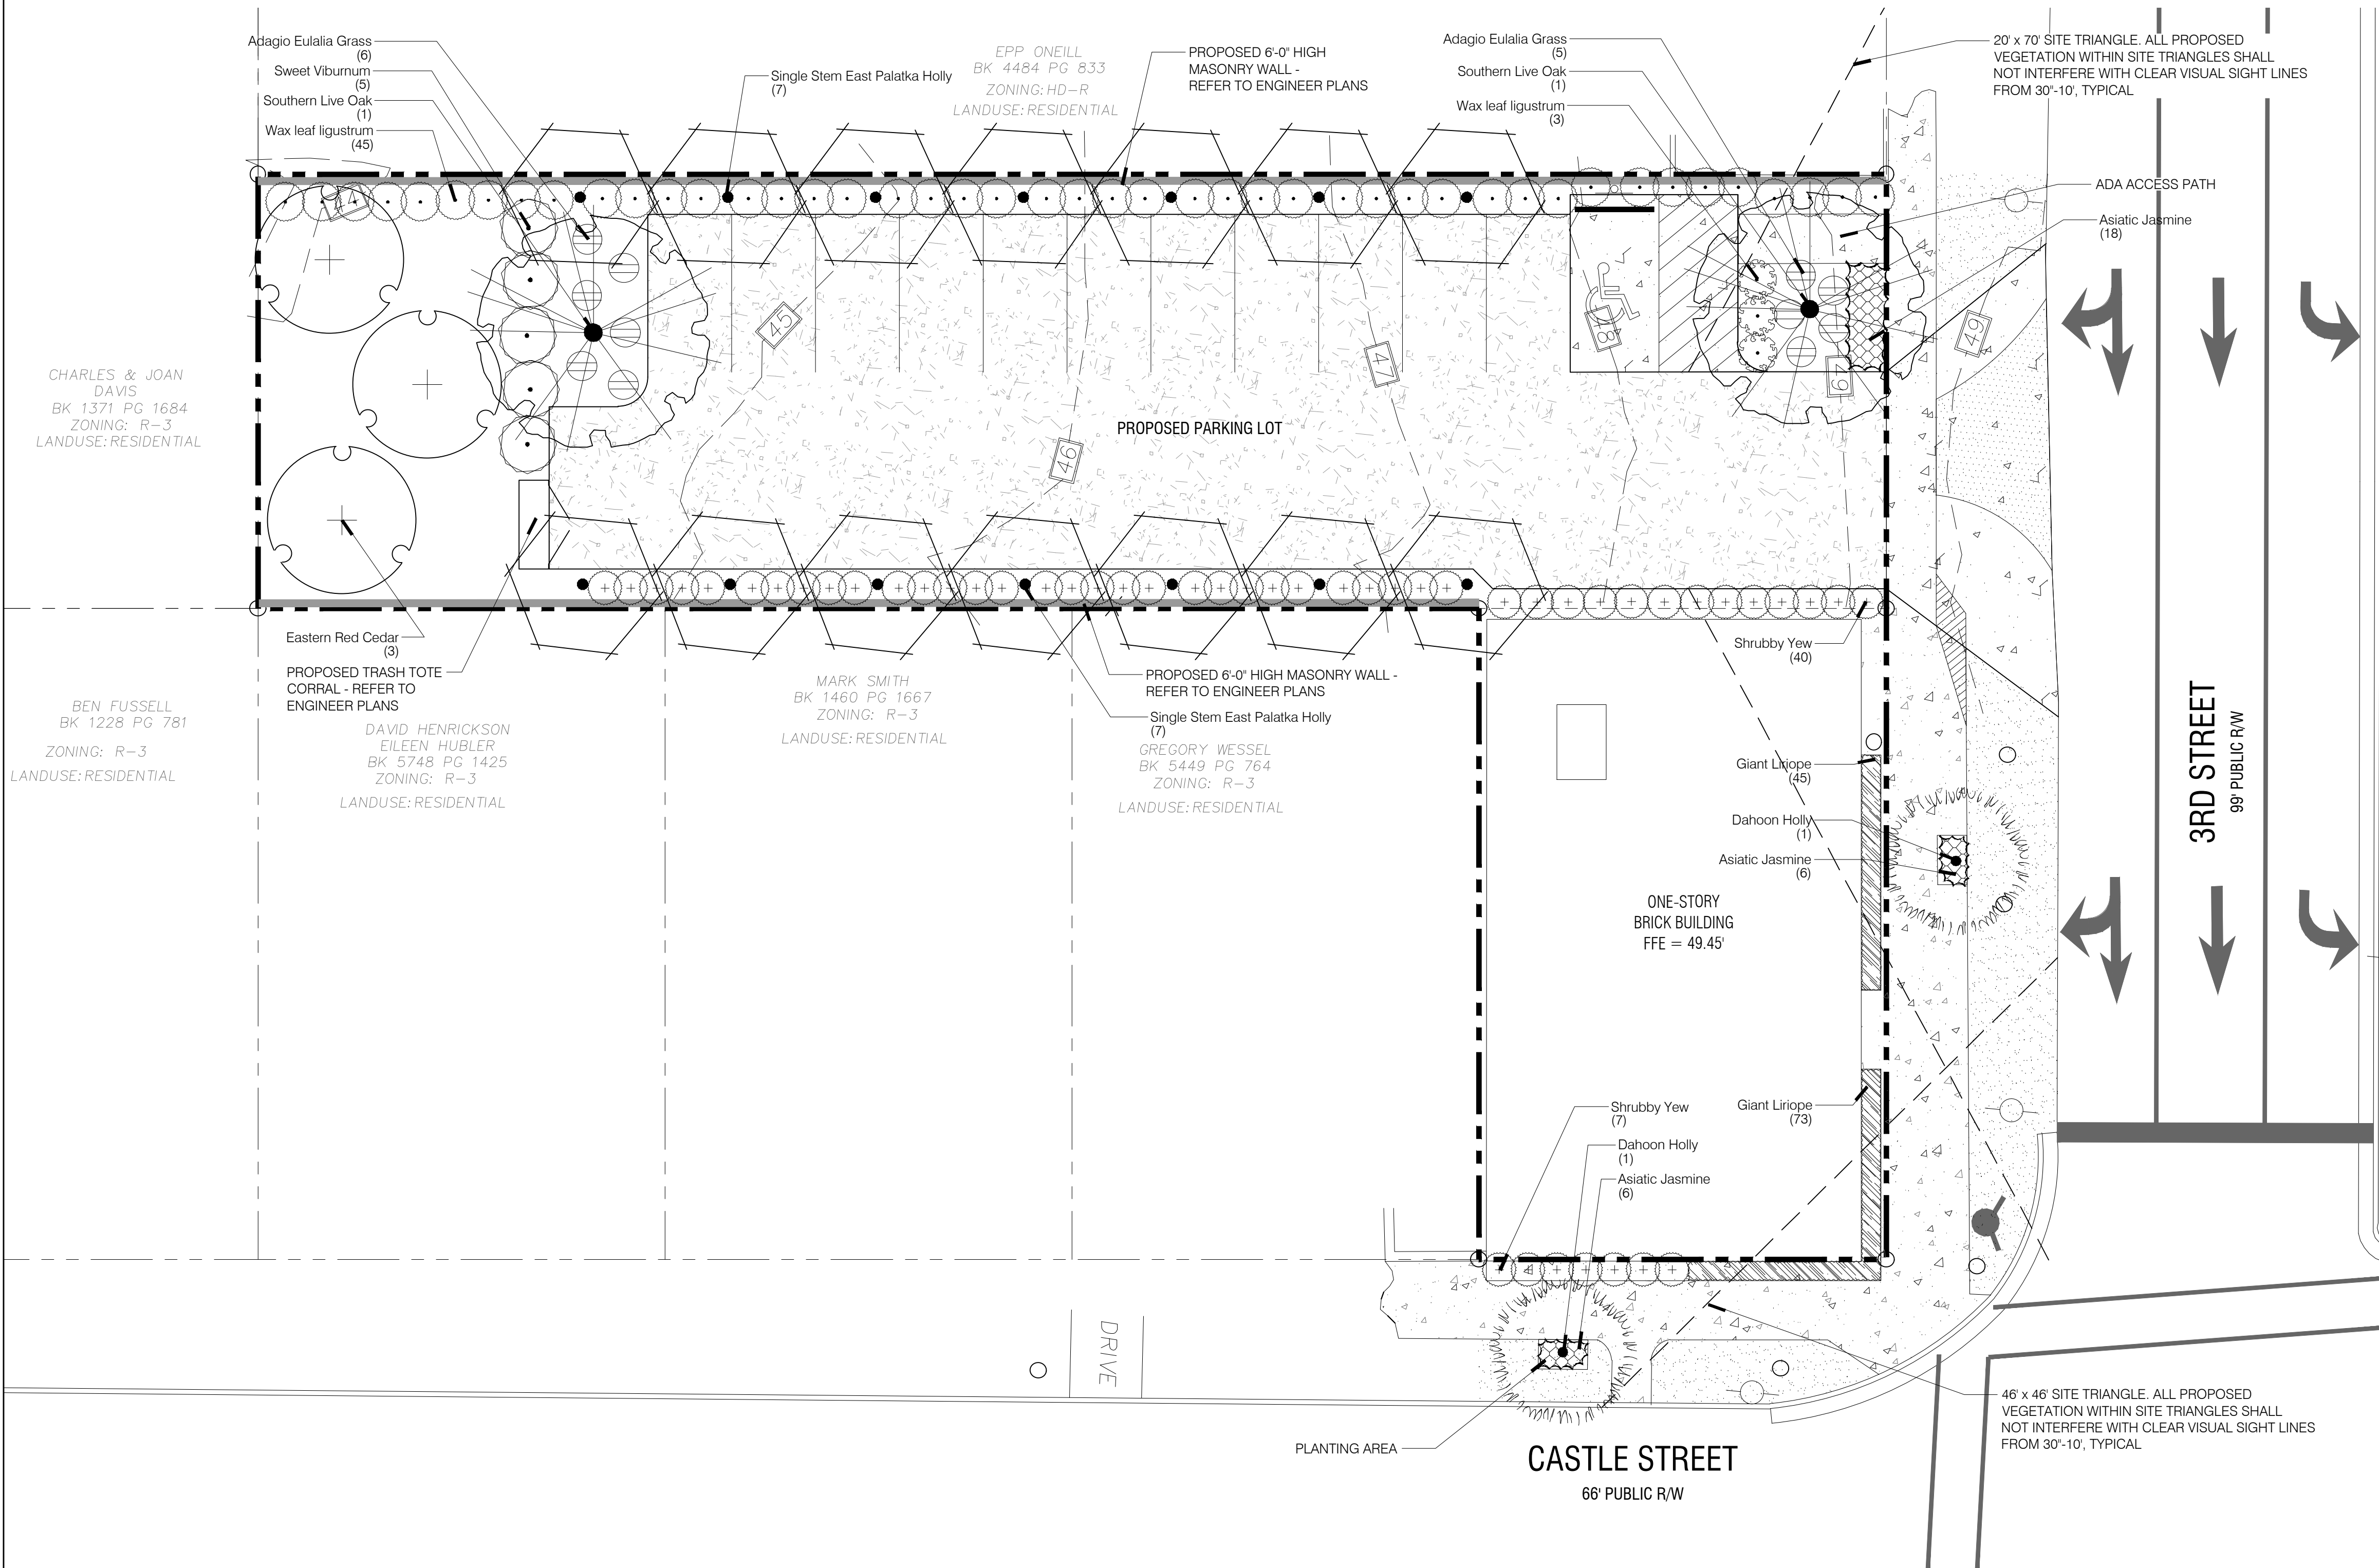 Adagio Eulalia Grass
(6)
Sweet Viburnum
(5)
Southern Live Oak
(1)
Wax leaf ligustrum
(45)
Single Stem East Palatka Holly
(7)
EPP ONEILL
BK 4484 PG 833
ZONING: HD-R
LANDUSE: RESIDENTIAL
PROPOSED 6'-0" HIGH
MASONRY WALL -
REFER TO ENGINEER PLANS
Adagio Eulalia Grass
(5)
Southern Live Oak
(1)
Wax leaf ligustrum
(3)
20' x 70' SITE TRIANGLE. ALL PROPOSED
VEGETATION WITHIN SITE TRIANGLES SHALL
NOT INTERFERE WITH CLEAR VISUAL SIGHT LINES
FROM 30"-10', TYPICAL
ADA ACCESS PATH
Asiatic Jasmine
(18)
44
45
46
47
48
49
49
CHARLES & JOAN
DAVIS
BK 1371 PG 1684
ZONING: R-3
LANDUSE: RESIDENTIAL
PROPOSED PARKING LOT
Eastern Red Cedar
(3)
PROPOSED TRASH TOTE
CORRAL - REFER TO
ENGINEER PLANS
BEN FUSSELL
BK 1228 PG 781
ZONING: R-3
LANDUSE: RESIDENTIAL
DAVID HENRICKSON
EILEEN HUBLER
BK 5748 PG 1425
ZONING: R-3
LANDUSE: RESIDENTIAL
MARK SMITH
BK 1460 PG 1667
ZONING: R-3
LANDUSE: RESIDENTIAL
PROPOSED 6'-0" HIGH MASONRY WALL -
REFER TO ENGINEER PLANS
Single Stem East Palatka Holly
(7)
GREGORY WESSEL
BK 5449 PG 764
ZONING: R-3
LANDUSE: RESIDENTIAL
Shrubby Yew
(40)
Giant Liriope
(45)
Dahoon Holly
(1)
Asiatic Jasmine
(6)
ONE-STORY
BRICK BUILDING
FFE = 49.45'
3RD STREET
99' PUBLIC R/W
Shrubby Yew
(7)
Giant Liriope
(73)
Dahoon Holly
(1)
Asiatic Jasmine
(6)
DRIVE
PLANTING AREA
CASTLE STREET
66' PUBLIC R/W
46' x 46' SITE TRIANGLE. ALL PROPOSED
VEGETATION WITHIN SITE TRIANGLES SHALL
NOT INTERFERE WITH CLEAR VISUAL SIGHT LINES
FROM 30"-10', TYPICAL